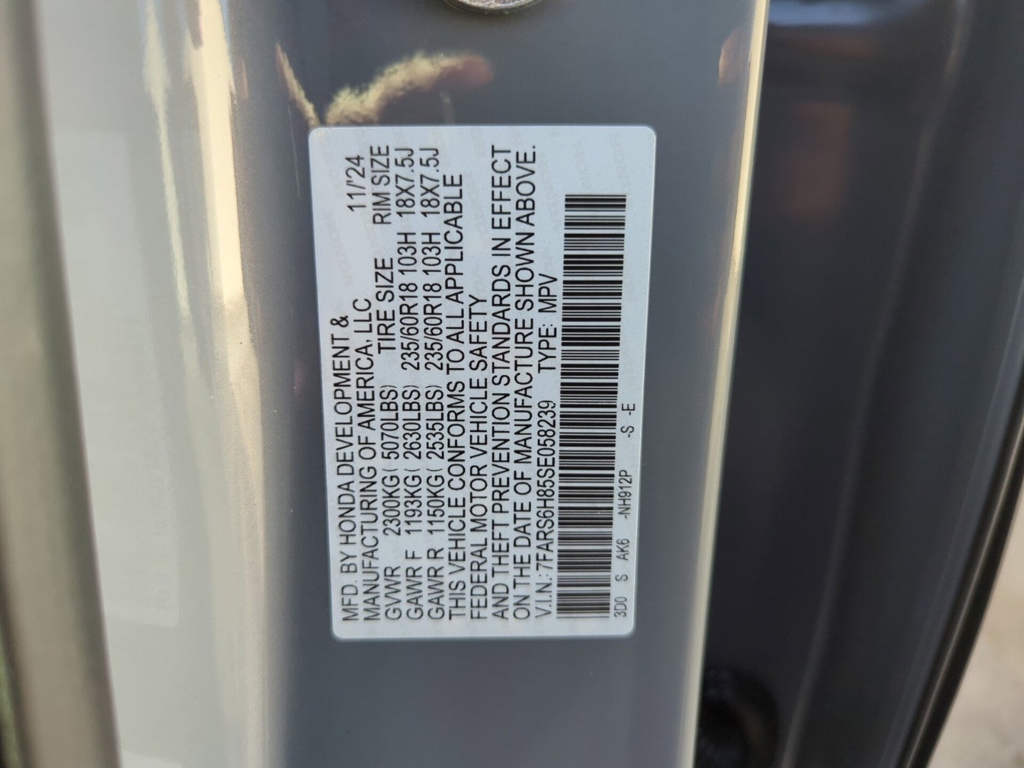 MFD. BY HONDA DEVELOPMENT &
MANUFACTURING OF AMERICA, LLC 11/24
GVWR 2300KG( 5070LBS) TIRE SIZE RIM SIZE
GAWR F 1193KG( 2630LBS) 235/60R18 103H 18X7.5J
GAWR R 1150KG( 2535LBS) 235/60R18 103H 18X7.5J
THIS VEHICLE CONFORMS TO ALL APPLICABLE
FEDERAL MOTOR VEHICLE SAFETY
AND THEFT PREVENTION STANDARDS IN EFFECT
ON THE DATE OF MANUFACTURE SHOWN ABOVE.
V.I.N.: 7FARS6H85SE058239 TYPE: MPV
3D0 S AK6 -NH912P -S -E